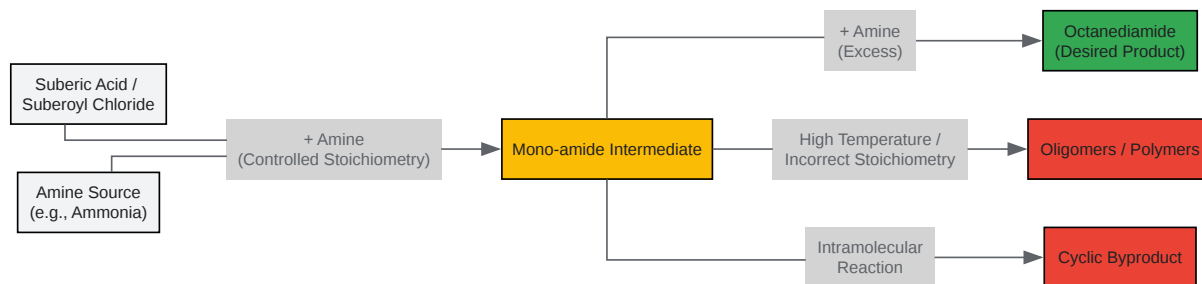 Suberic Acid /
Suberoyl Chloride
Amine Source
(e.g., Ammonia)
+ Amine
(Controlled Stoichiometry)
Mono-amide Intermediate
+ Amine
(Excess)
Octanediamide
(Desired Product)
High Temperature /
Incorrect Stoichiometry
Oligomers / Polymers
Intramolecular
Reaction
Cyclic Byproduct